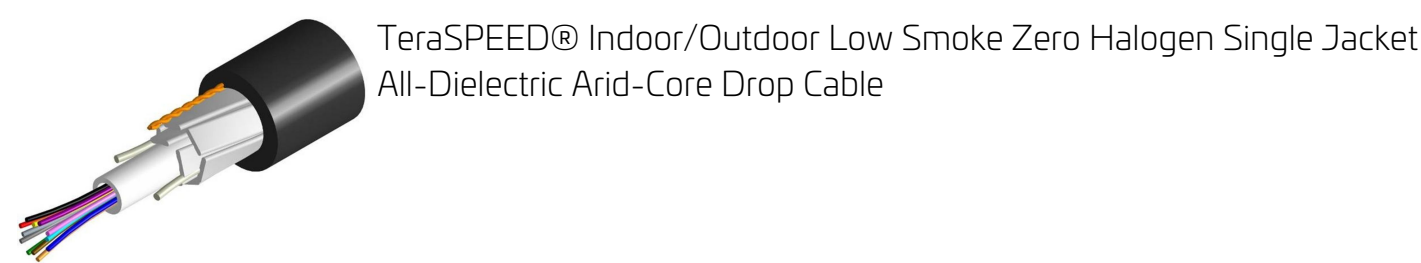 TeraSPEED® Indoor/Outdoor Low Smoke Zero Halogen Single Jacket
All-Dielectric Arid-Core Drop Cable